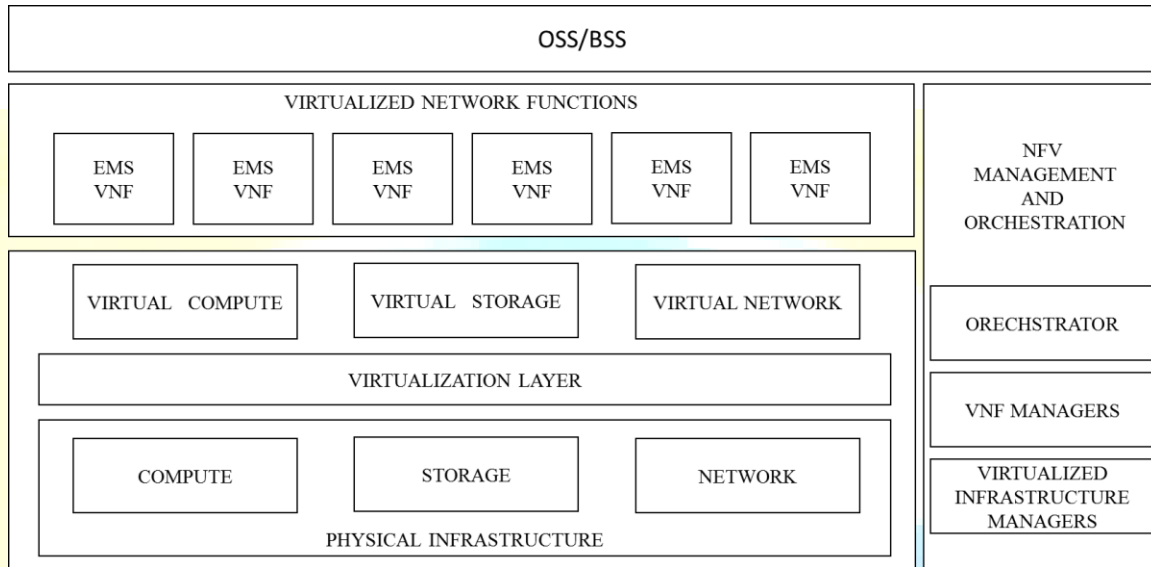 OSS/BSS
VIRTUALIZED NETWORK FUNCTIONS
EMS
VNF
EMS
VNF
EMS
VNF
EMS
VNF
EMS
VNF
EMS
VNF
VIRTUAL COMPUTE
VIRTUAL STORAGE
VIRTUAL NETWORK
VIRTUALIZATION LAYER
COMPUTE
STORAGE
NETWORK
PHYSICAL INFRASTRUCTURE
NFV
MANAGEMENT
AND
ORCHESTRATION
ORECHSTRATOR
VNF MANAGERS
VIRTUALIZED
INFRASTRUCTURE
MANAGERS